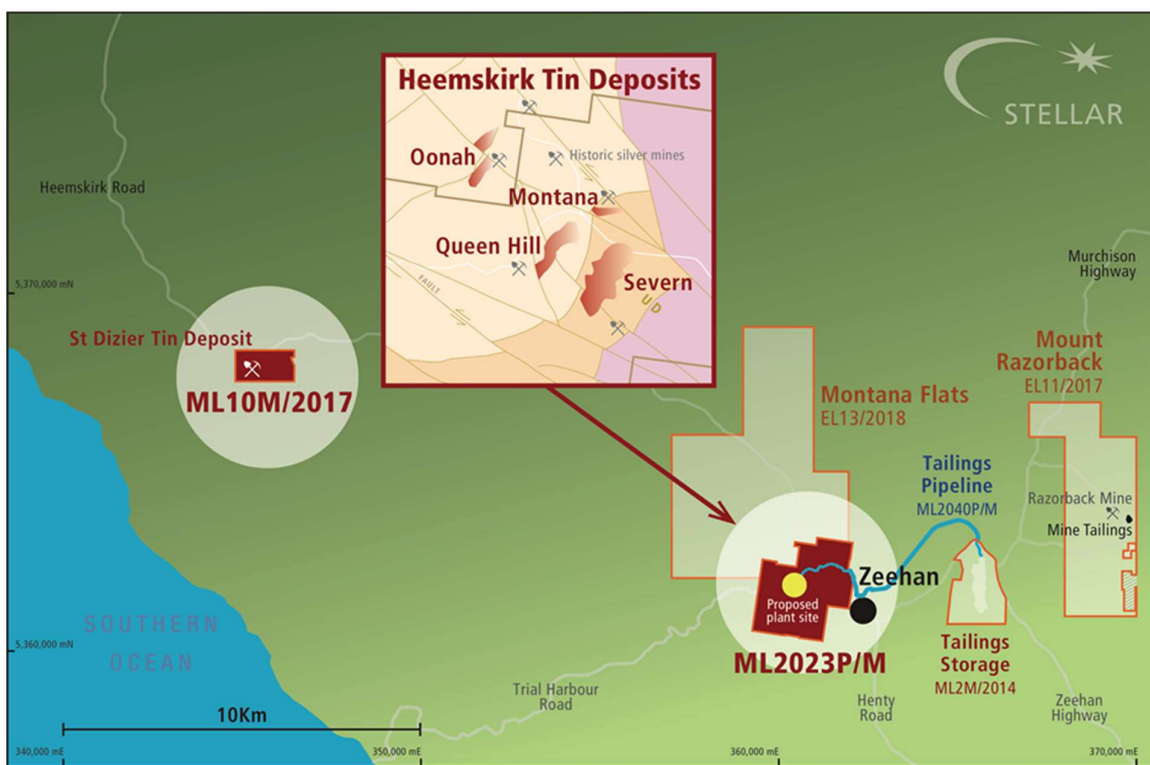 Heemskirk Tin Deposits
Oonah
Historic silver mines
Montana
Queen Hill
Severn
FAULT
U D
STELLAR
Heemskirk Road
Murchison
Highway
5,370,000 mN
St Dizier Tin Deposit
ML10M/2017
Mount
Razorback
EL11/2017
Montana Flats
EL13/2018
Tailings
Pipeline
ML2040P/M
Razorback Mine
Mine Tailings
Zeehan
Proposed
plant site
SOUTHERN
OCEAN
5,360,000 mN
ML2023P/M
Tailings
Storage
ML2M/2014
Trial Harbour
Road
Henty
Road
Zeehan
Highway
10Km
340,000 mE
350,000 mE
360,000 mE
370,000 mE